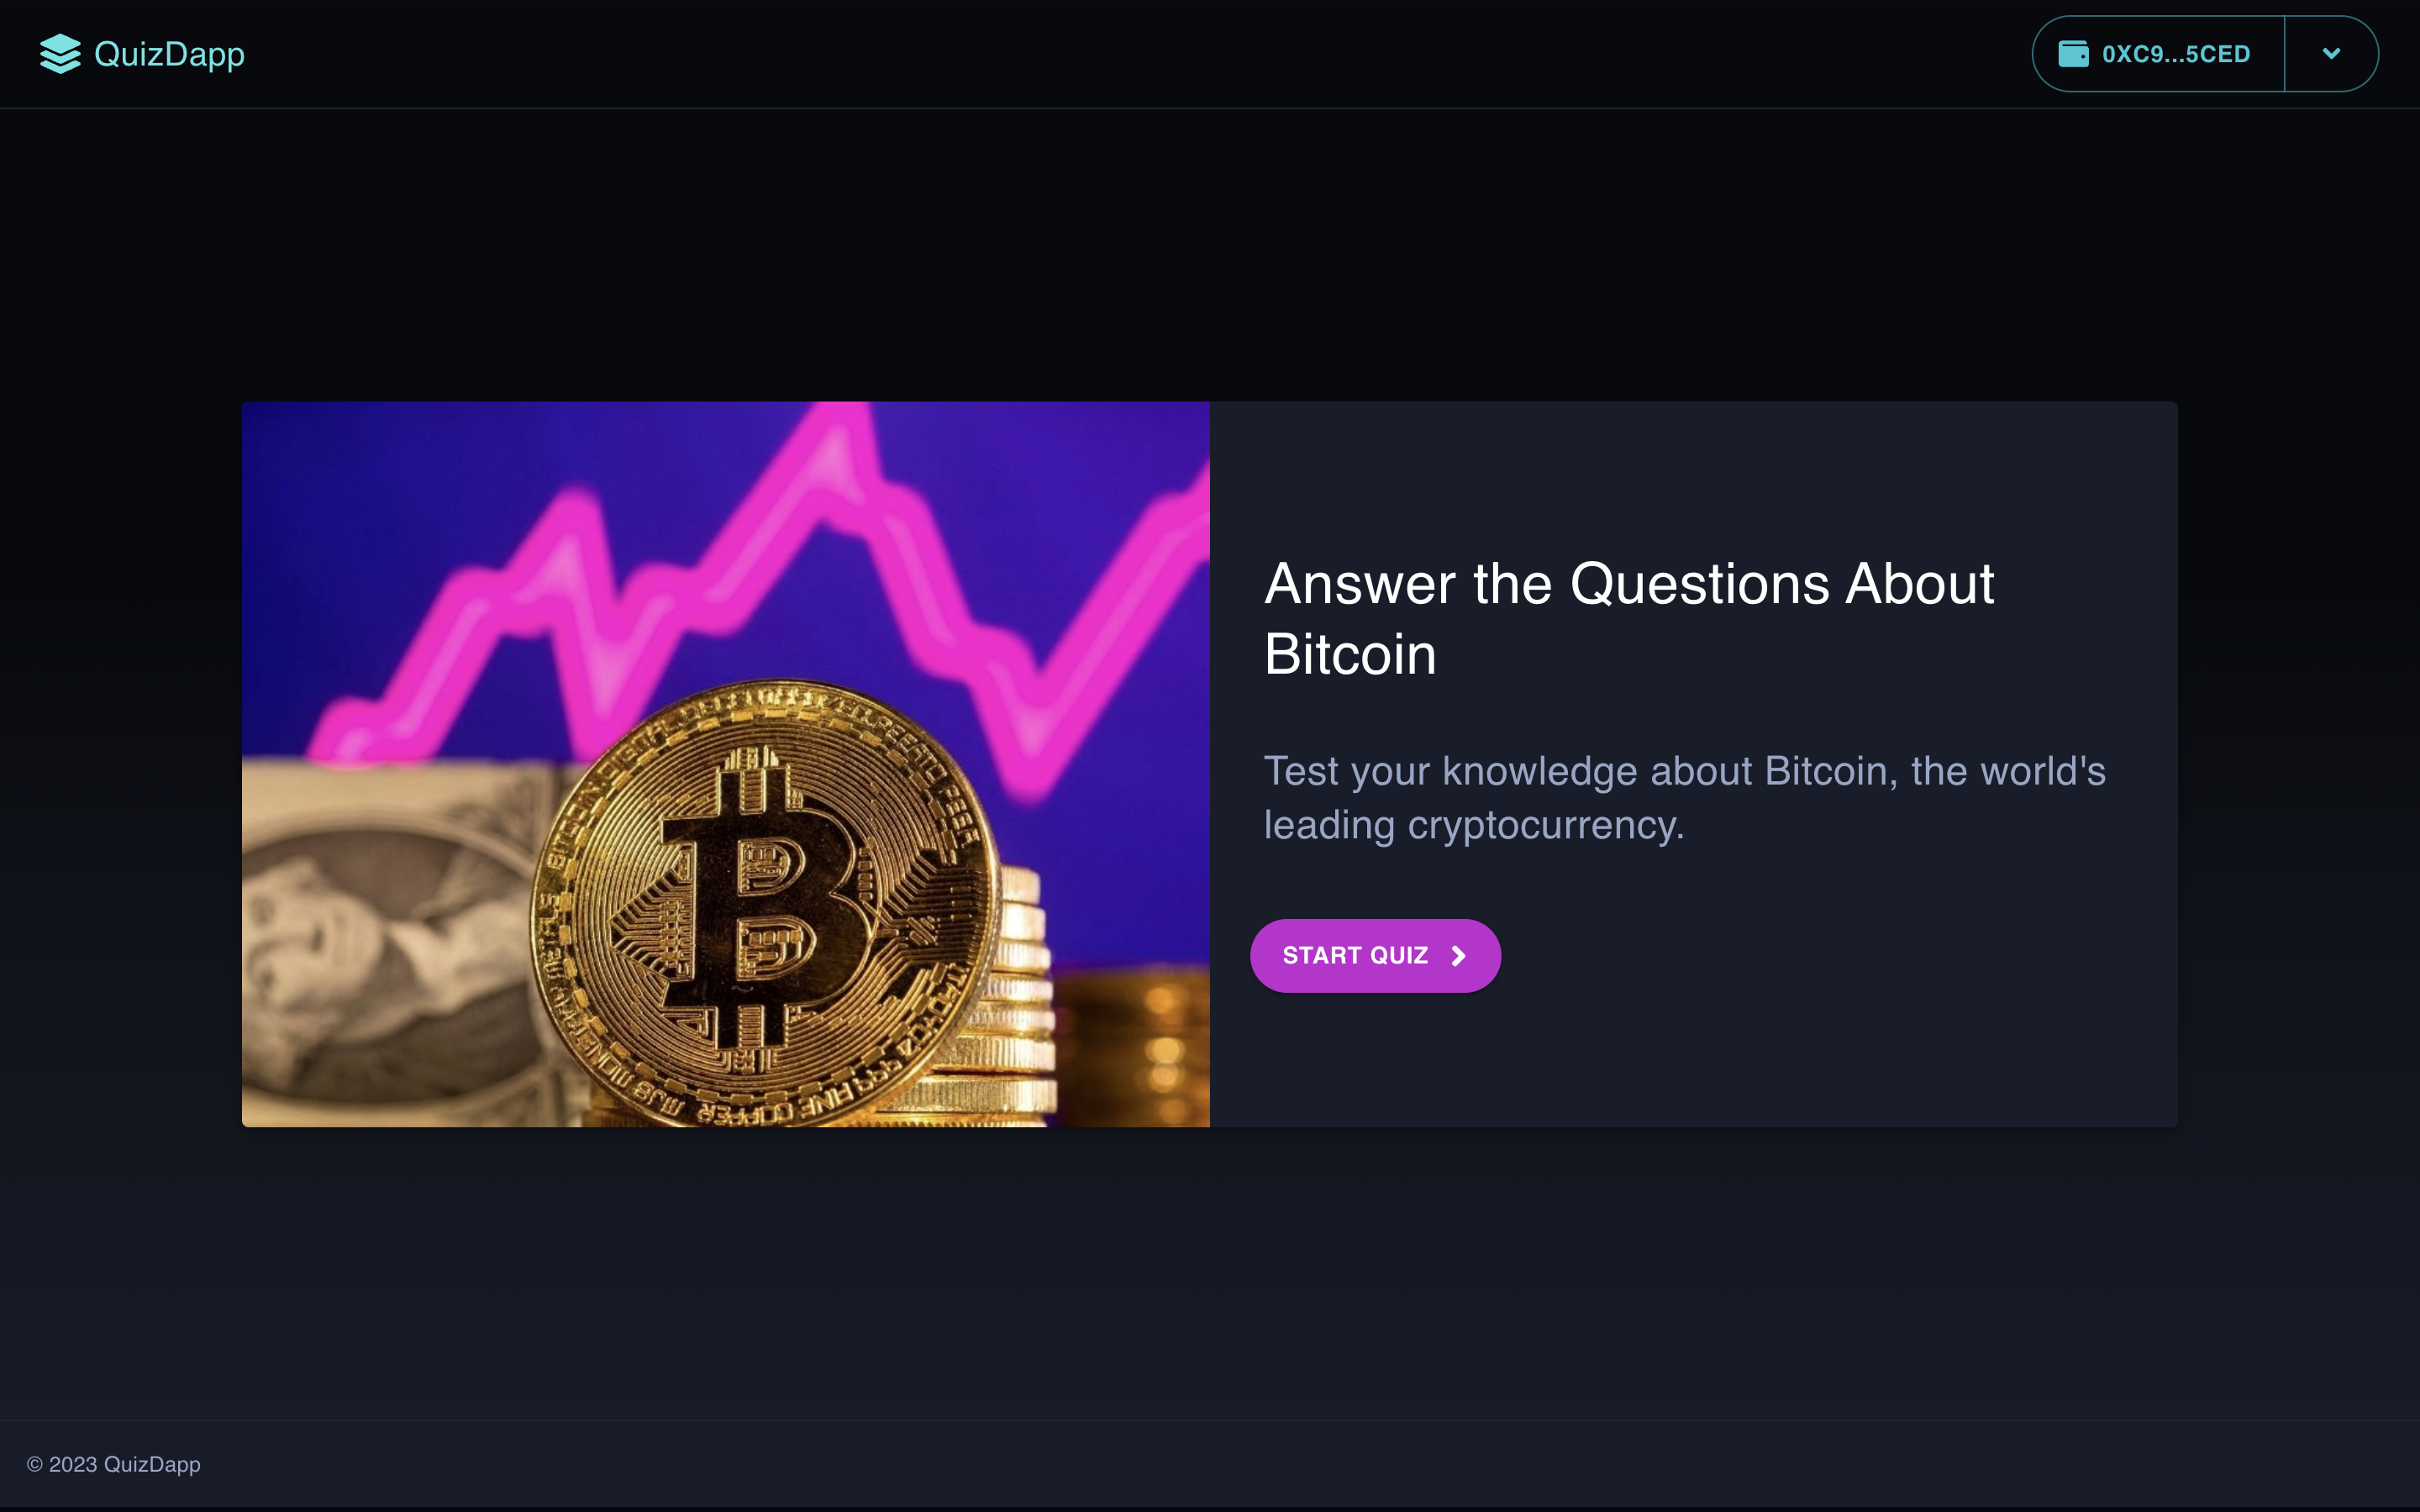 QuizDapp
0XC9...5CED
Answer the Questions About
Bitcoin
Test your knowledge about Bitcoin, the world's
leading cryptocurrency.
START QUIZ
© 2023 QuizDapp